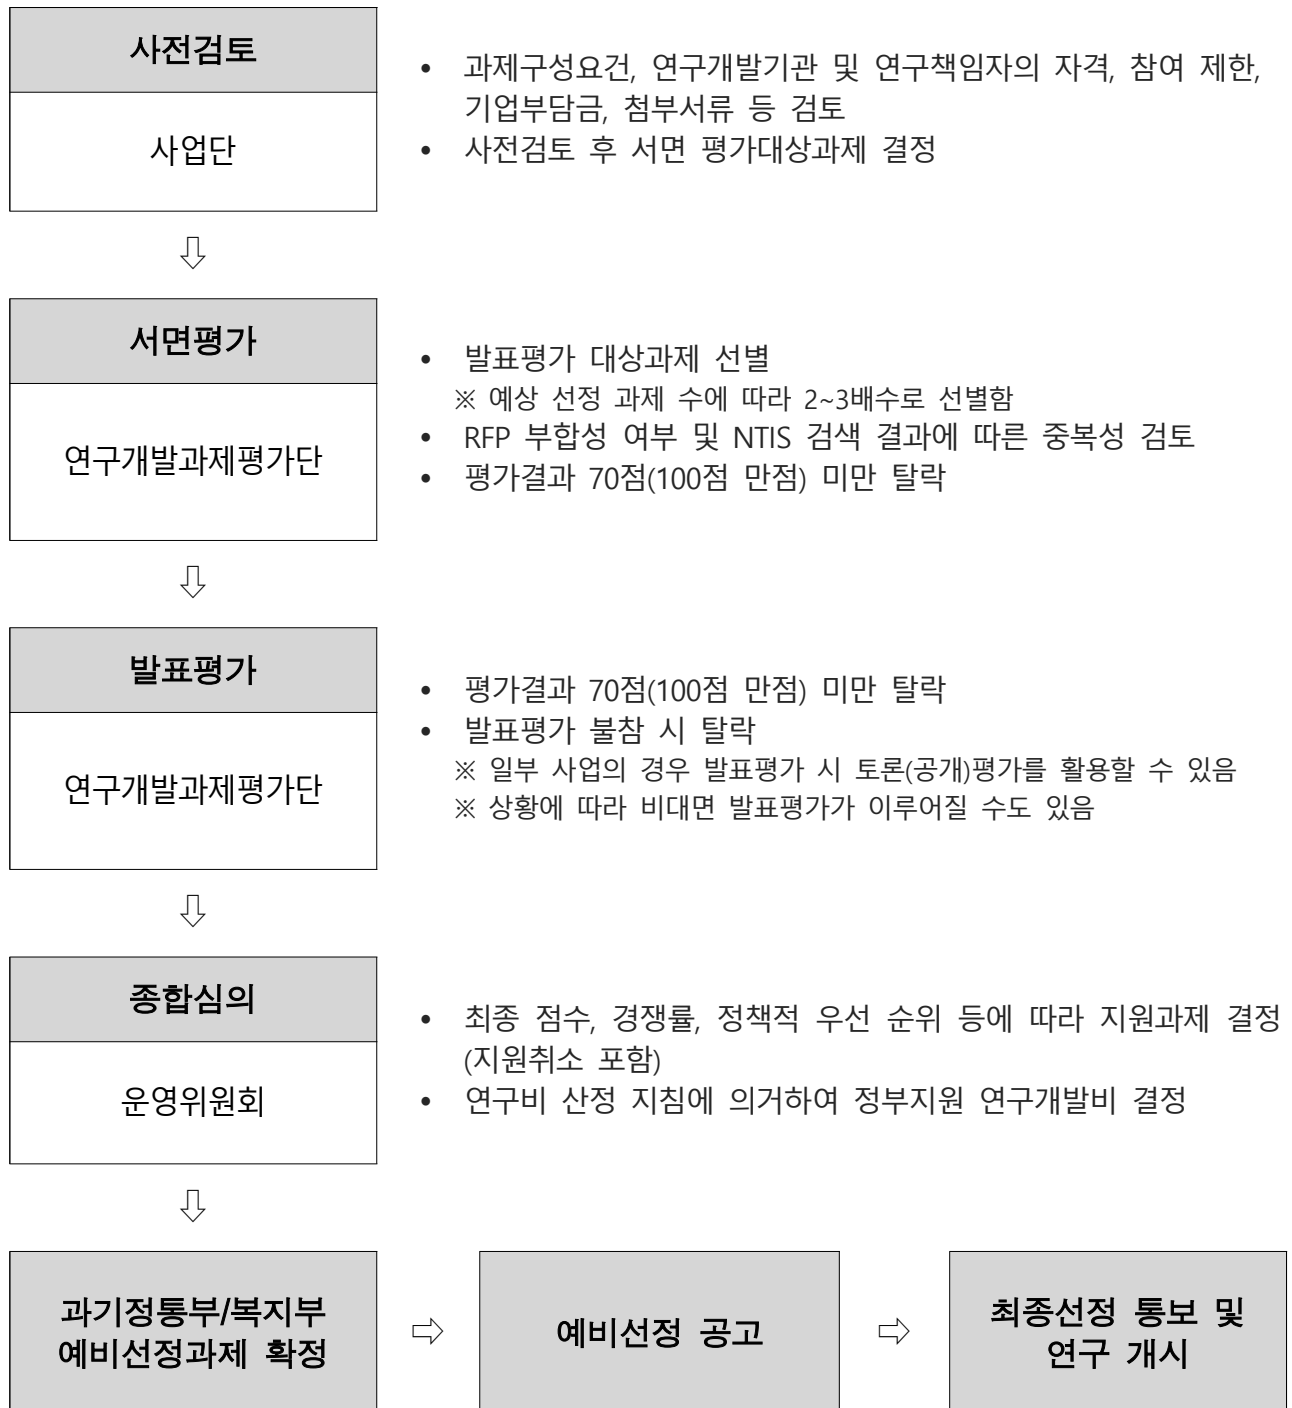 사전검토
사업단
• 과제구성요건, 연구개발기관 및 연구책임자의 자격, 참여 제한,
기업부담금, 첨부서류 등 검토
• 사전검토 후 서면 평가대상과제 결정
⇩
서면평가
연구개발과제평가단
• 발표평가 대상과제 선별
※ 예상 선정 과제 수에 따라 2~3배수로 선별함
• RFP 부합성 여부 및 NTIS 검색 결과에 따른 중복성 검토
• 평가결과 70점(100점 만점) 미만 탈락
⇩
발표평가
연구개발과제평가단
• 평가결과 70점(100점 만점) 미만 탈락
• 발표평가 불참 시 탈락
※ 일부 사업의 경우 발표평가 시 토론(공개)평가를 활용할 수 있음
※ 상황에 따라 비대면 발표평가가 이루어질 수도 있음
⇩
종합심의
운영위원회
• 최종 점수, 경쟁률, 정책적 우선 순위 등에 따라 지원과제 결정
(지원취소 포함)
• 연구비 산정 지침에 의거하여 정부지원 연구개발비 결정
⇩
과기정통부/복지부
예비선정과제 확정
⇨
예비선정 공고
⇨
최종선정 통보 및
연구 개시